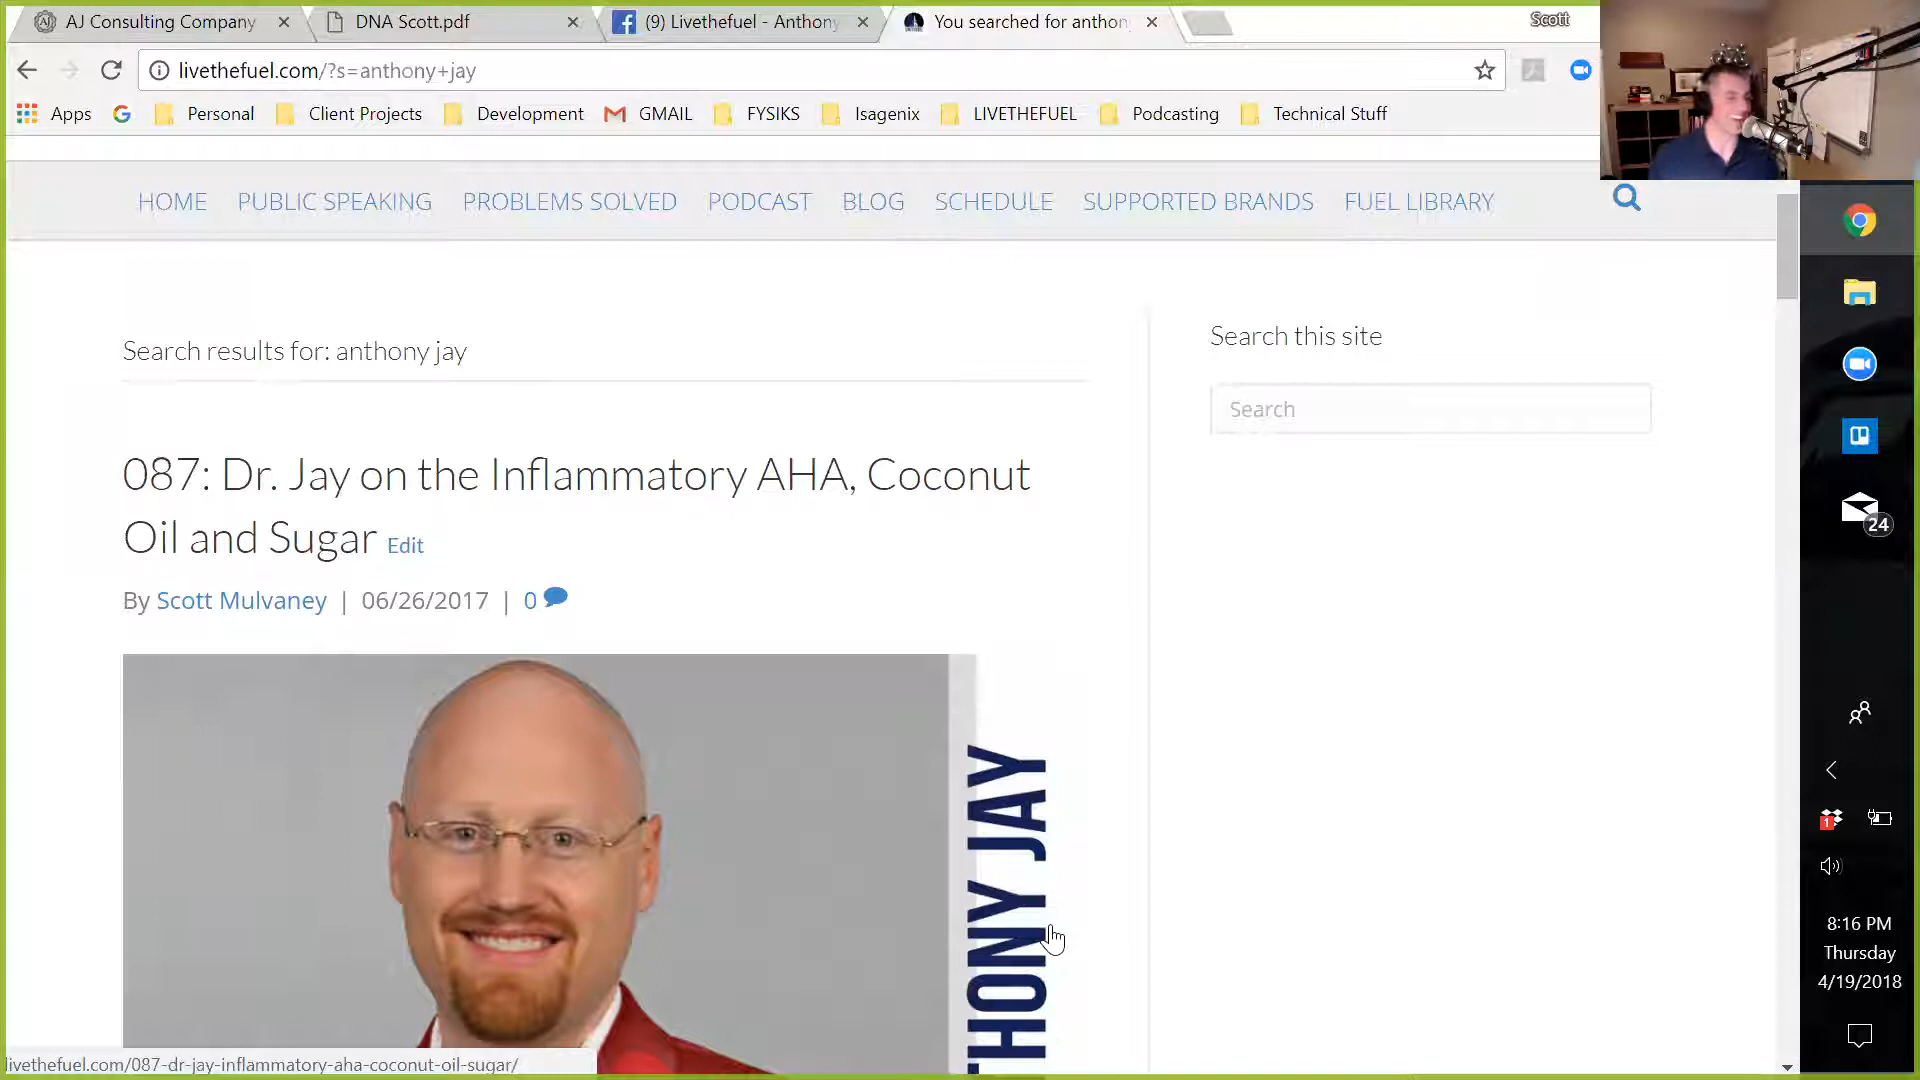 AJ Consulting Company
DNA Scott.pdf
(9) Livethefuel - Anthony
You searched for anthon
Scott
livethefuel.com/?s=anthony+jay
Apps
Personal
Client Projects
Development
GMAIL
FYSIKS
Isagenix
LIVETHEFUEL
Podcasting
Technical Stuff
HOME PUBLIC SPEAKING PROBLEMS SOLVED PODCAST BLOG SCHEDULE SUPPORTED BRANDS FUEL LIBRARY
Search results for: anthony jay
Search this site
Search
087: Dr. Jay on the Inflammatory AHA, Coconut
Oil and Sugar Edit
By Scott Mulvaney | 06/26/2017 | 0
THONY JAY
24
1
8:16 PM
Thursday
4/19/2018
livethefuel.com/087-dr-jay-inflammatory-aha-coconut-oil-sugar/